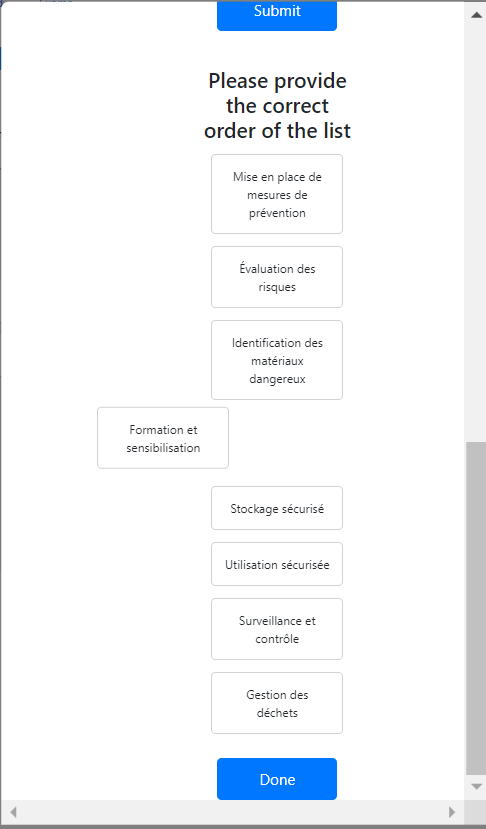 Submit
Please provide
the correct
order of the list
Mise en place de
mesures de
prévention
Évaluation des
risques
Identification des
matériaux
dangereux
Formation et
sensibilisation
Stockage sécurisé
Utilisation sécurisée
Surveillance et
contrôle
Gestion des
déchets
Done